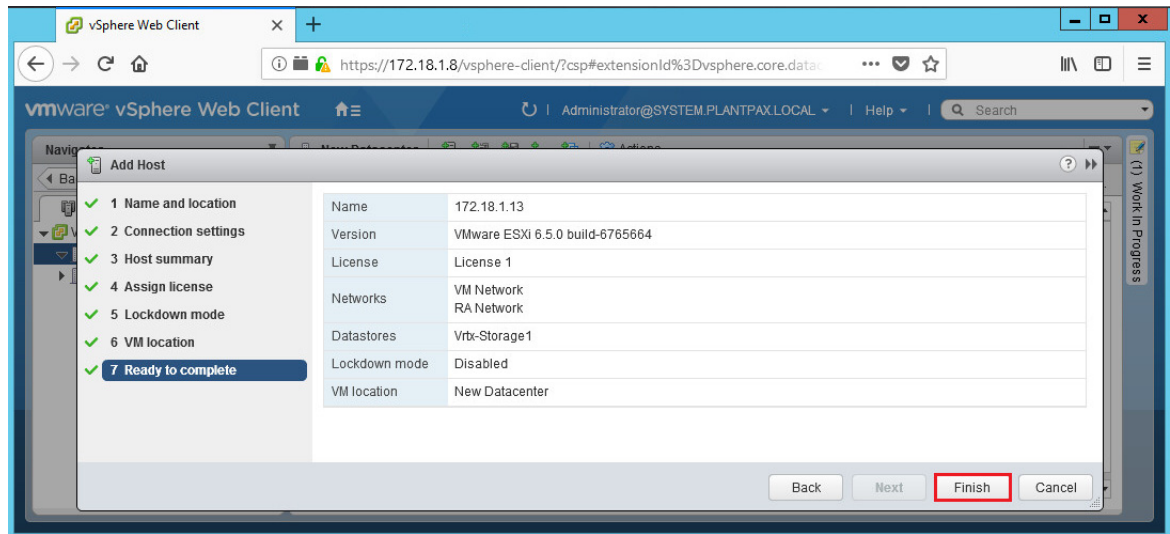 vSphere Web Client
https://172.18.1.8/vsphere-client/?csp#extensionId%3Dvsphere.core.datac
vmware® vSphere Web Client
Administrator@SYSTEM.PLANTPAX.LOCAL
Help
Search
Add Host
1 Name and location
2 Connection settings
3 Host summary
4 Assign license
5 Lockdown mode
6 VM location
7 Ready to complete
Name 172.18.1.13
Version VMware ESXi 6.5.0 build-6765664
License License 1
Networks VM Network
RA Network
Datastores Vrtx-Storage1
Lockdown mode Disabled
VM location New Datacenter
Back Next Finish Cancel
(1) Work In Progress